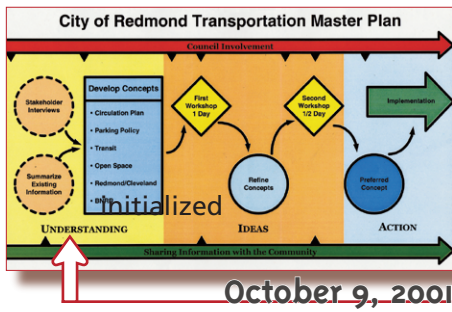 City of Redmond Transportation Master Plan
Council Involvement
Stakeholder
Interviews
Summarize
Existing
Information
Develop Concepts
• Circulation Plan
• Parking Policy
• Transit
• Open Space
• Redmond/Cleveland
• BNRR
First
Workshop
1 Day
Refine
Concepts
Second
Workshop
1/2 Day
Preferred
Concept
Implementation
initialized
UNDERSTANDING
IDEAS
ACTION
Sharing Information with the Community
October 9, 2001